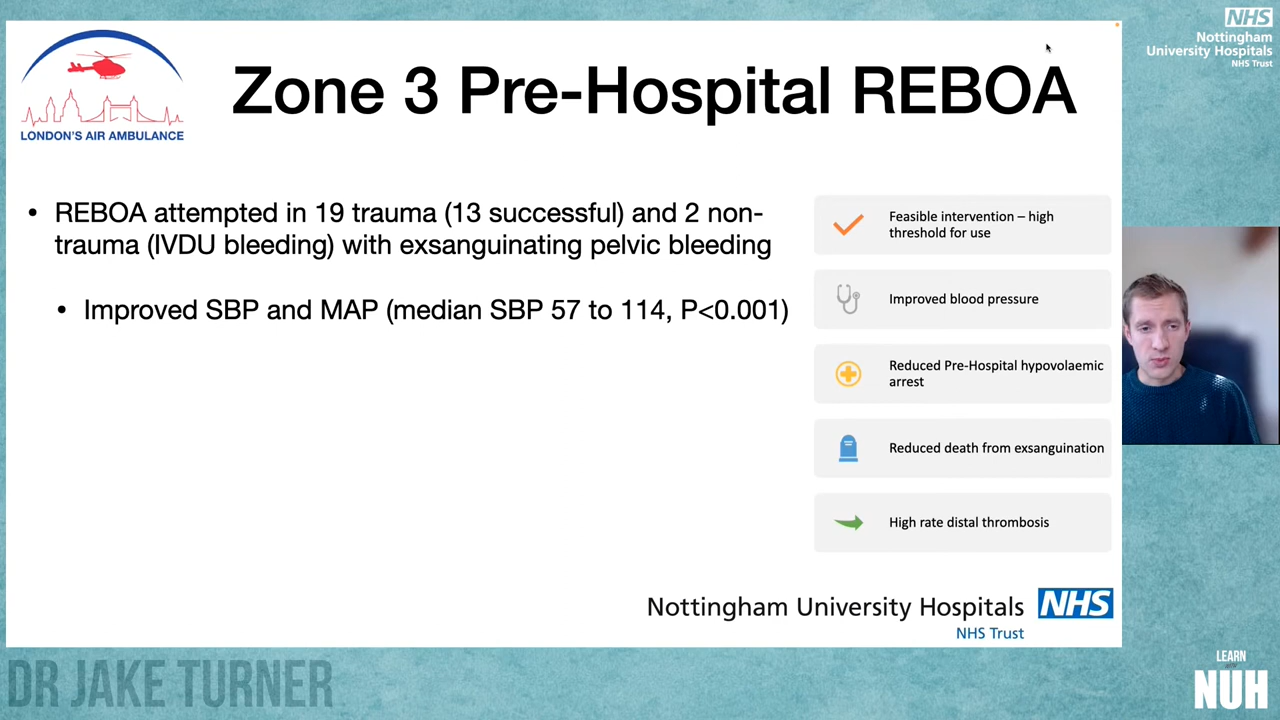 NHS
Nottingham
University Hospitals
NHS Trust
LONDON'S AIR AMBULANCE
Zone 3 Pre-Hospital REBOA
• REBOA attempted in 19 trauma (13 successful) and 2 non-
trauma (IVDU bleeding) with exsanguinating pelvic bleeding
• Improved SBP and MAP (median SBP 57 to 114, P<0.001)
Feasible intervention – high
threshold for use
Improved blood pressure
Reduced Pre-Hospital hypovolaemic
arrest
Reduced death from exsanguination
High rate distal thrombosis
Nottingham University Hospitals NHS
NHS Trust
DR JAKE TURNER
LEARN
NUH